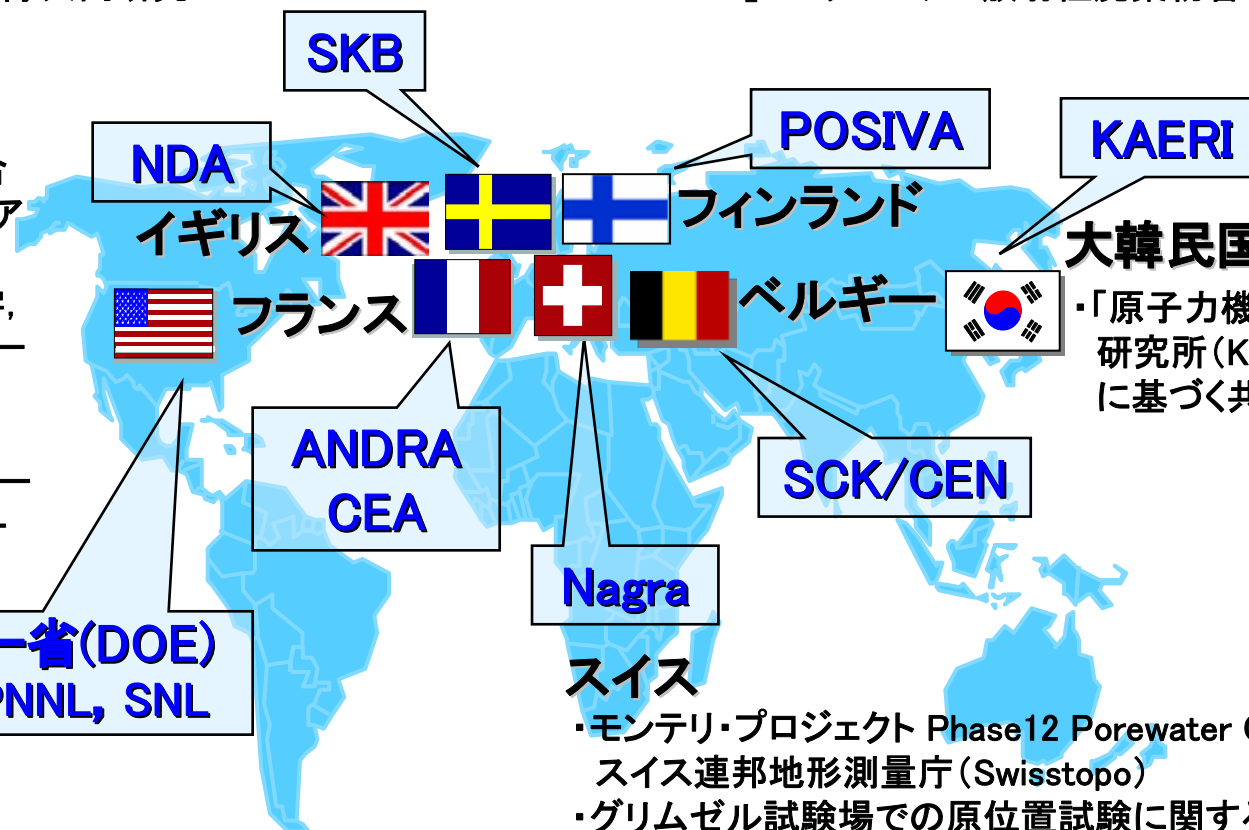 SKB
POSIVA
KAERI
NDA
イギリス
フィンランド
大韓民国
フランス
ベルギー
・「原子力機
研究所（K
に基づく共
ANDRA
CEA
SCK/CEN
Nagra
ー省(DOE)
PNNL, SNL
スイス
・モンテリ・プロジェクト Phase12 Porewater
スイス連邦地形測量庁（Swisstopo）
・グリムゼル試験場での原位置試験に関する